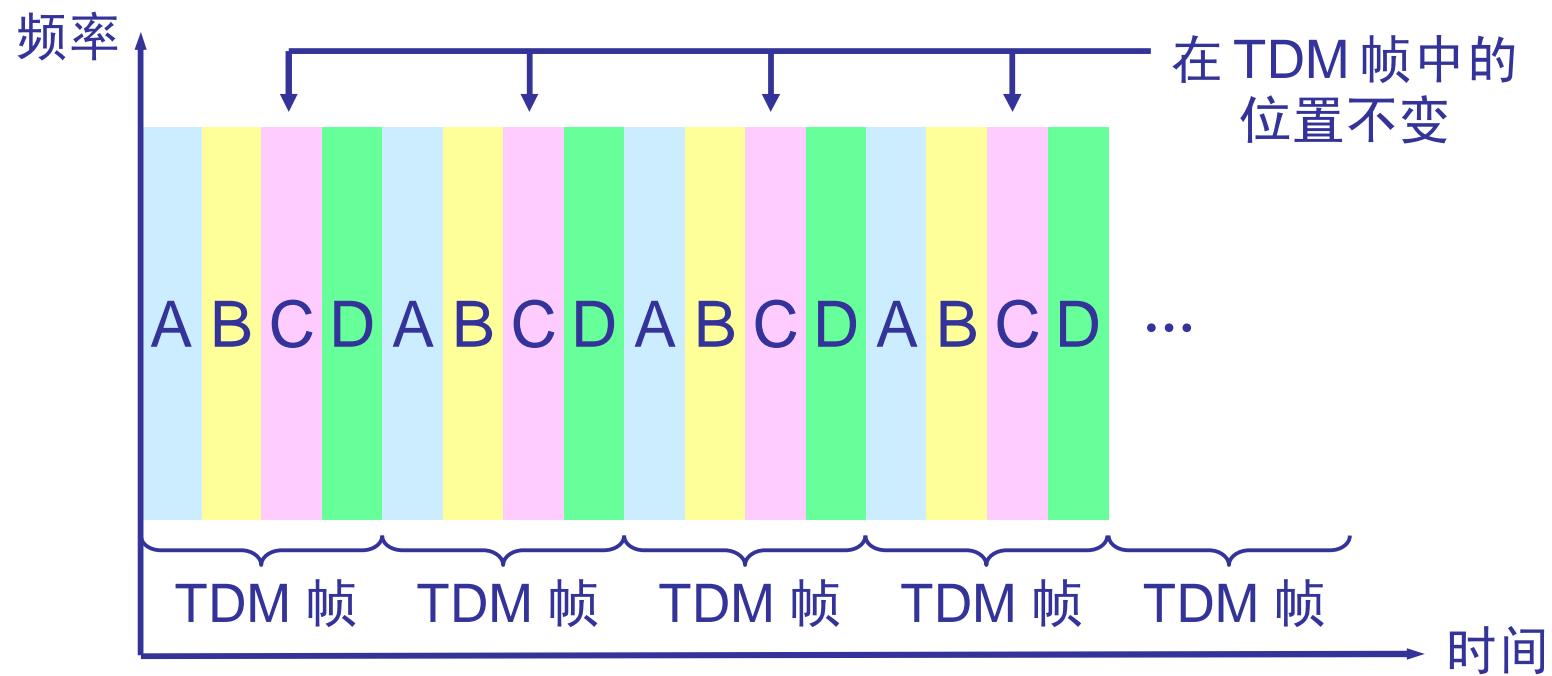 频率
在 TDM 帧中的
位置不变
A B C D A B C D A B C D A B C D …
TDM 帧 TDM 帧 TDM 帧 TDM 帧 TDM 帧
时间